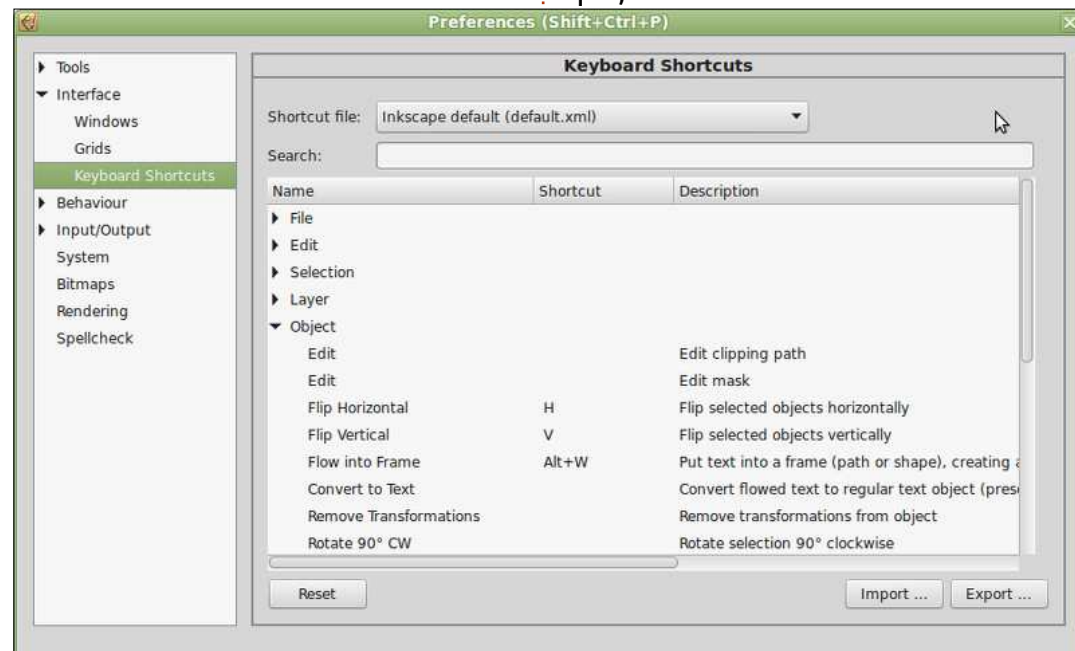 Preferences (Shift+Ctrl+P)
Tools
Interface
Windows
Grids
Keyboard Shortcuts
Behaviour
Input/Output
System
Bitmaps
Rendering
Spellcheck
Keyboard Shortcuts
Shortcut file: Inkscape default (default.xml)
Search:
Name Shortcut Description
File
Edit
Selection
Layer
Object
Edit Edit clipping path
Edit Edit mask
Flip Horizontal H Flip selected objects horizontally
Flip Vertical V Flip selected objects vertically
Flow into Frame Alt+W Put text into a frame (path or shape), creating
Convert to Text Convert flowed text to regular text object
Remove Transformations Remove transformations from object
Rotate 90° CW Rotate selection 90° clockwise
Reset Import ... Export ...